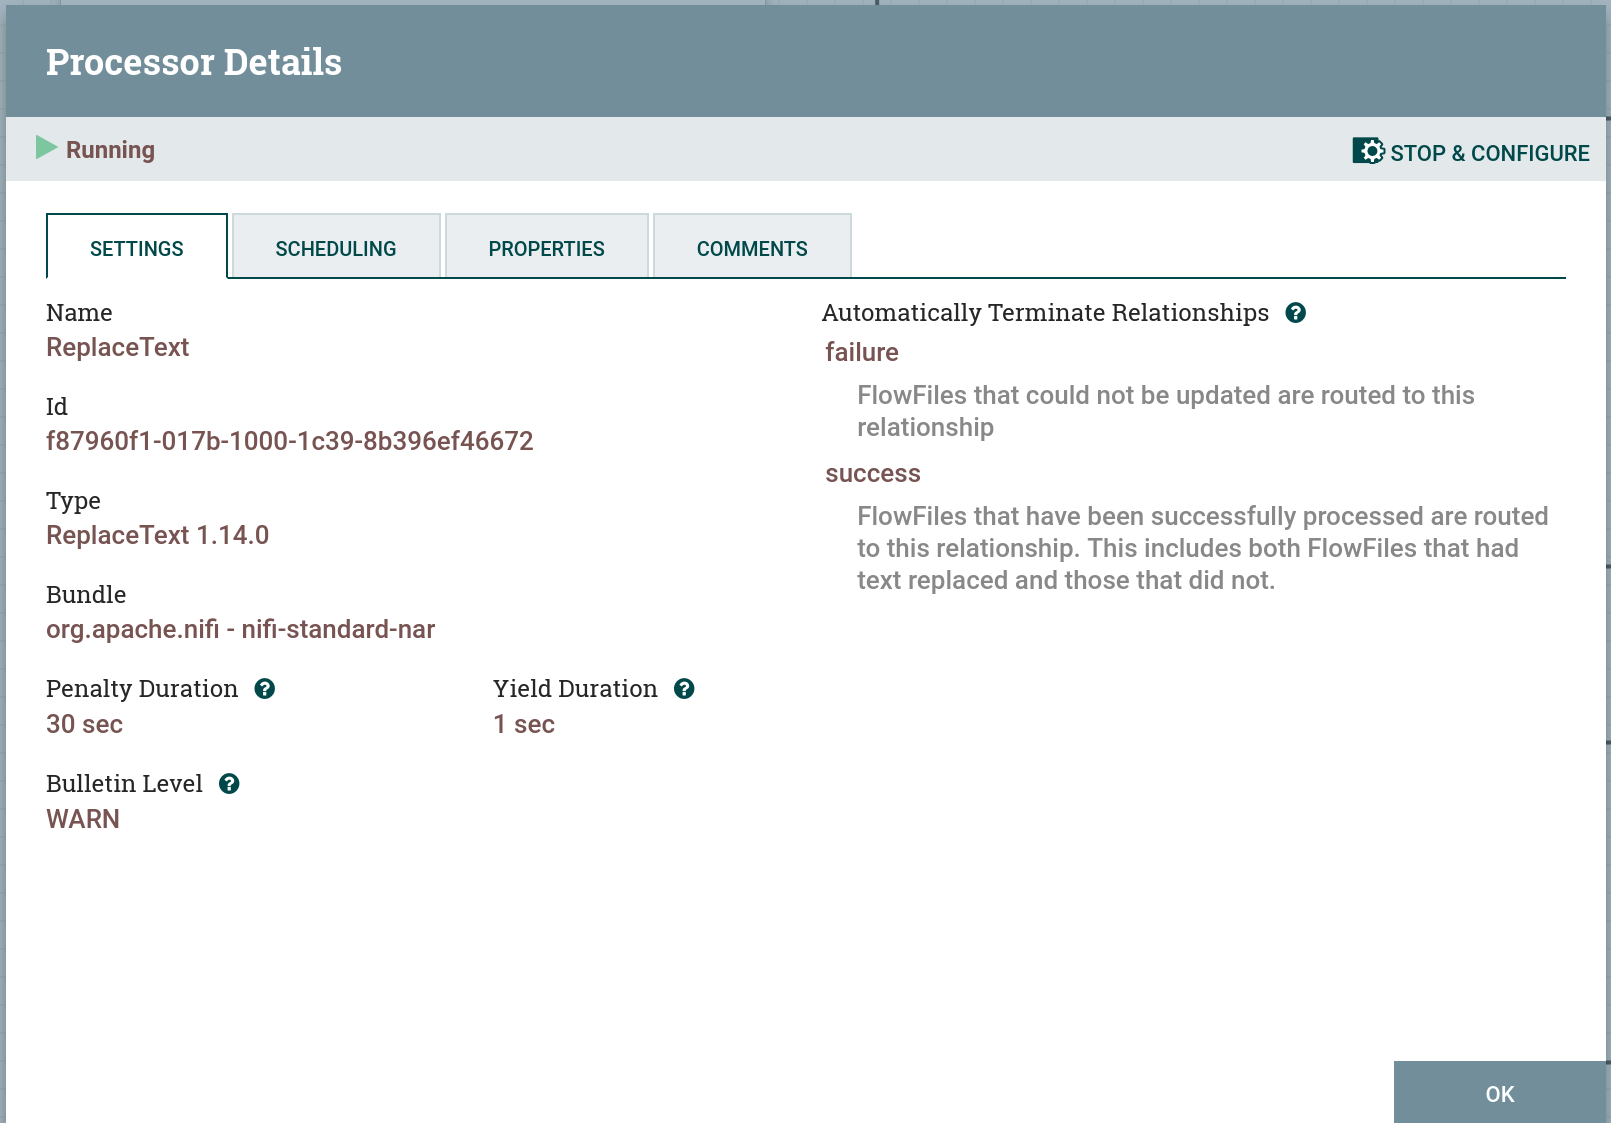 Processor Details
Running
STOP & CONFIGURE
SETTINGS
SCHEDULING
PROPERTIES
COMMENTS
Name
ReplaceText
Id
f87960f1-017b-1000-1c39-8b396ef46672
Type
ReplaceText 1.14.0
Bundle
org.apache.nifi - nifi-standard-nar
Penalty Duration
30 sec
Yield Duration
1 sec
Bulletin Level
WARN
Automatically Terminate Relationships
failure
FlowFiles that could not be updated are routed to this
relationship
success
FlowFiles that have been successfully processed are routed
to this relationship. This includes both FlowFiles that had
text replaced and those that did not.
OK